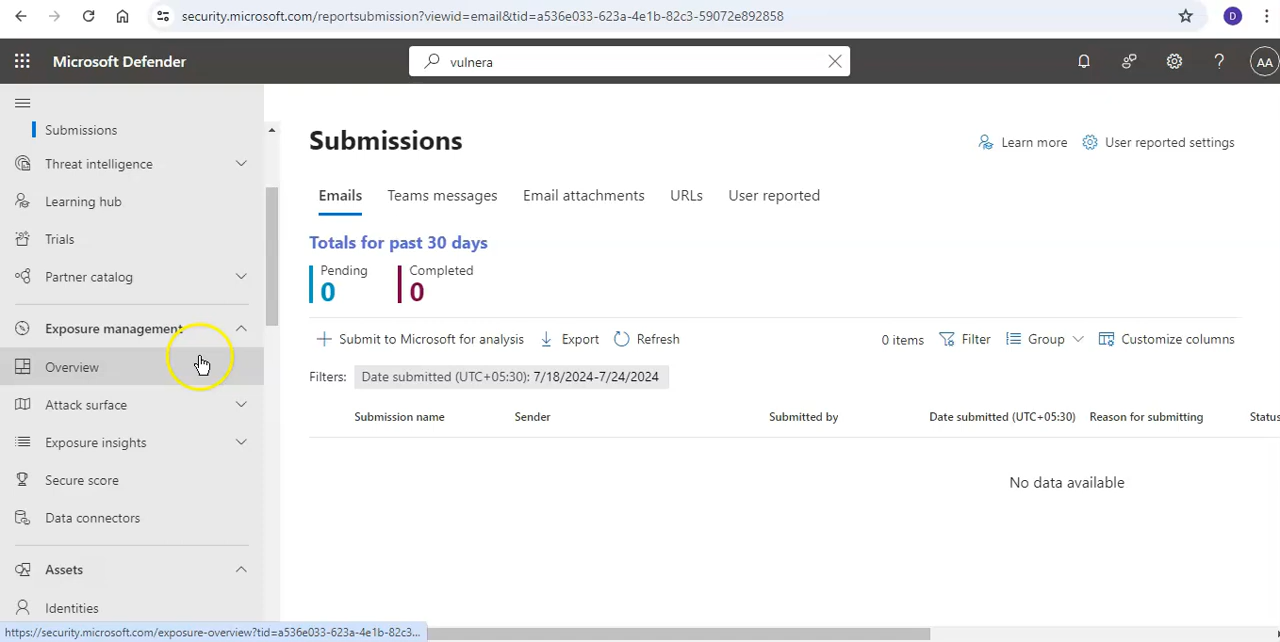 security.microsoft.com/reportsubmission?viewid=email&tid=a536e033-623a-4e1b-82c3-59072e892858
D
Microsoft Defender
vulnera
AA
Submissions
Threat intelligence
Learning hub
Trials
Partner catalog
Exposure management
Overview
Attack surface
Exposure insights
Secure score
Data connectors
Assets
Identities
Submissions
Learn more
User reported settings
Emails Teams messages Email attachments URLs User reported
Totals for past 30 days
Pending Completed
0 0
Submit to Microsoft for analysis Export Refresh 0 items Filter Group Customize columns
Filters: Date submitted (UTC+05:30): 7/18/2024-7/24/2024
Submission name Sender Submitted by Date submitted (UTC+05:30) Reason for submitting Status
No data available
https://security.microsoft.com/exposure-overview?tid=a536e033-623a-4e1b-82c3...